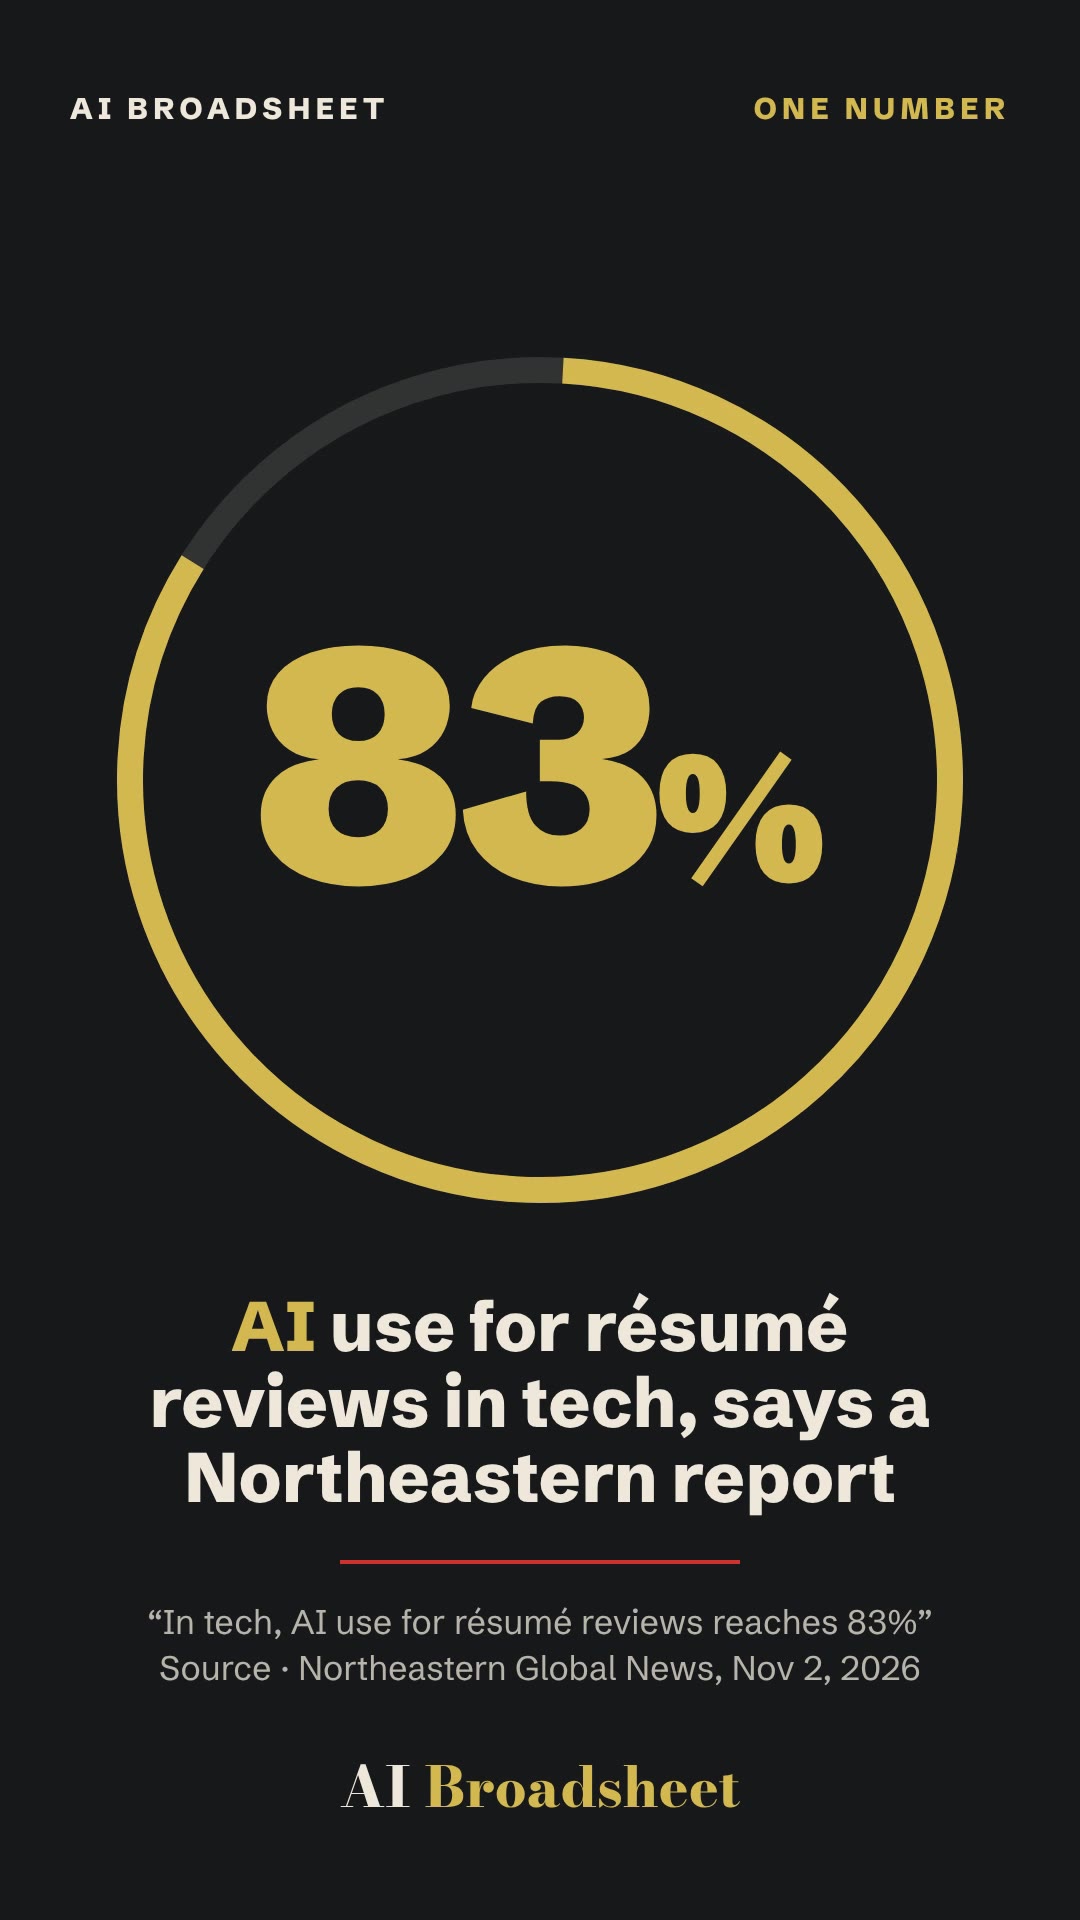 AI BROADSHEET
ONE NUMBER
83%
AI use for résumé
reviews in tech, says a
Northeastern report
“In tech, AI use for résumé reviews reaches 83%”
Source · Northeastern Global News, Nov 2, 2026
AI Broadsheet